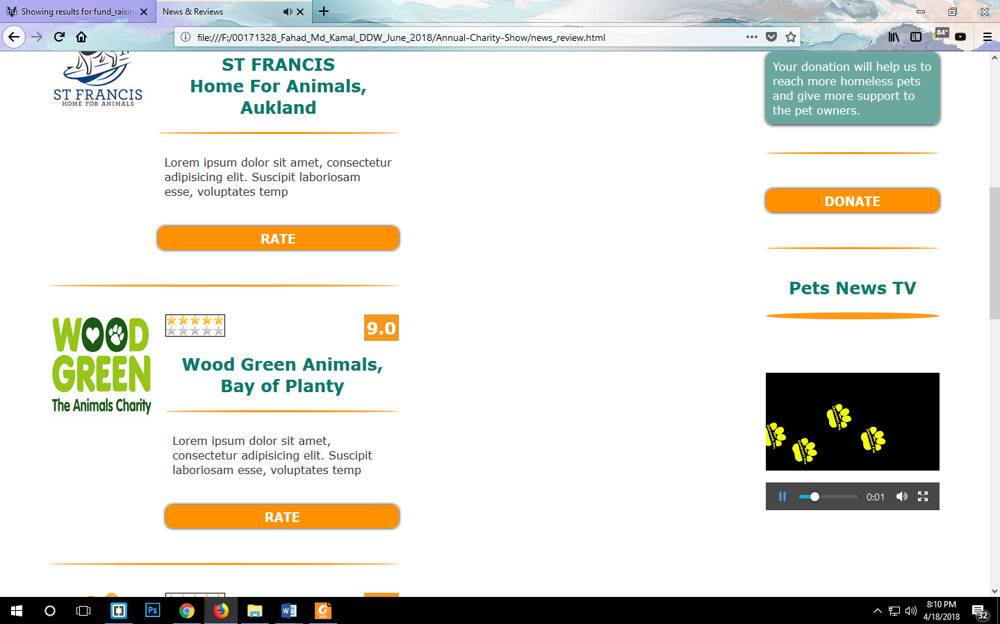 Showing results for fund_raisin
News & Reviews
file:///F:/00171328_Fahad_Md_Kamal_DDW_June_2018/Annual-Charity-Show/news_review.html
84°
ST FRANCIS
HOME FOR ANIMALS
ST FRANCIS
Home For Animals,
Aukland
Lorem ipsum dolor sit amet, consectetur
adipisicing elit. Suscipit laboriosam
esse, voluptates temp
RATE
WOOD
GREEN
The Animals Charity
9.0
Wood Green Animals,
Bay of Planty
Lorem ipsum dolor sit amet,
consectetur adipisicing elit. Suscipit
laboriosam esse, voluptates temp
RATE
Your donation will help us to
reach more homeless pets
and give more support to
the pet owners.
DONATE
Pets News TV
0:01
Ps
W
PDF
8:10 PM
4/18/2018
32